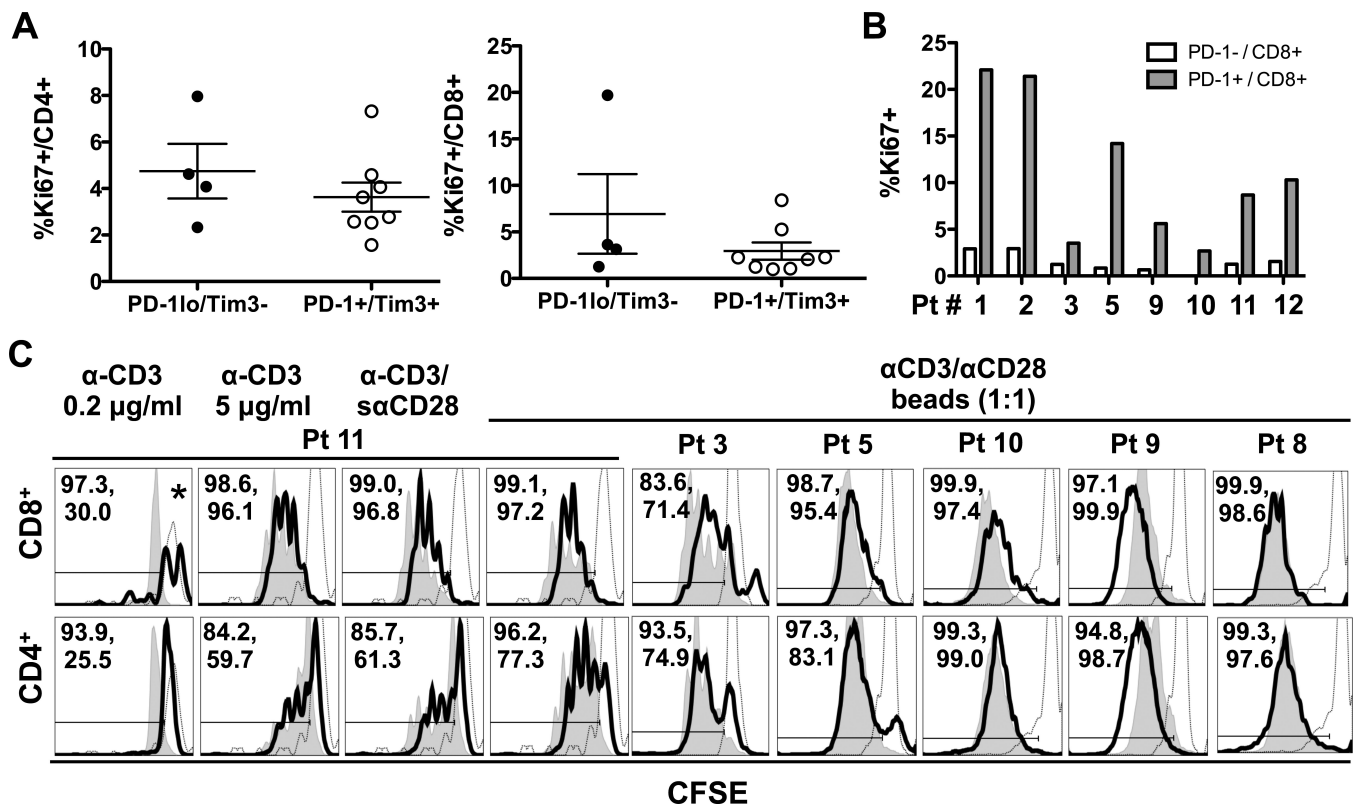 A
%Ki67+/CD4+
10
8
6
4
2
0
PD-1lo/Tim3-
PD-1+/Tim3+
%Ki67+/CD8+
25
20
15
10
5
0
PD-1lo/Tim3-
PD-1+/Tim3+
B
%Ki67+
25
20
15
10
5
0
PD-1- / CD8+
PD-1+ / CD8+
Pt # 1 2 3 5 9 10 11 12
C
α-CD3
0.2 µg/ml
α-CD3
5 µg/ml
α-CD3/
sαCD28
αCD3/αCD28
beads (1:1)
Pt 11
Pt 3
Pt 5
Pt 10
Pt 9
Pt 8
CD8+
97.3,
30.0
*
98.6,
96.1
99.0,
96.8
99.1,
97.2
83.6,
71.4
98.7,
95.4
99.9,
97.4
97.1
99.9
99.9,
98.6
CD4+
93.9,
25.5
84.2,
59.7
85.7,
61.3
96.2,
77.3
93.5,
74.9
97.3,
83.1
99.3,
99.0
94.8,
98.7
99.3,
97.6
CFSE